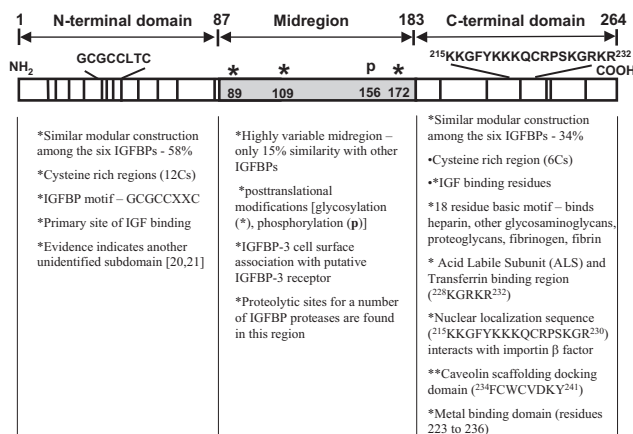 1 N-terminal domain 87 Midregion 183 C-terminal domain 264
GCGCCLTC
²¹⁵KKGFYKKKQCRPSKGRKR²³²
NH₂ * * p * COOH
89 109 156 172
*Similar modular construction
among the six IGFBPs - 58%
*Cysteine rich regions (12Cs)
*IGFBP motif – GCGCCXXC
*Primary site of IGF binding
*Evidence indicates another
unidentified subdomain [20,21]
*Highly variable midregion –
only 15% similarity with other
IGFBPs
*posttranslational
modifications [glycosylation
(*), phosphorylation (p)]
*IGFBP-3 cell surface
association with putative
IGFBP-3 receptor
*Proteolytic sites for a number
of IGFBP proteases are found
in this region
*Similar modular construction
among the six IGFBPs - 34%
•Cysteine rich region (6Cs)
•*IGF binding residues
*18 residue basic motif – binds
heparin, other glycosaminoglycans,
proteoglycans, fibrinogen, fibrin
* Acid Labile Subunit (ALS) and
Transferrin binding region
(²²⁸KGRKR²³²)
*Nuclear localization sequence
(²¹⁵KKGFYKKKQCRPSKGR²³⁰)
interacts with importin β factor
**Caveolin scaffolding docking
domain (²³⁴FCWCVDKY²⁴¹)
*Metal binding domain (residues
223 to 236)